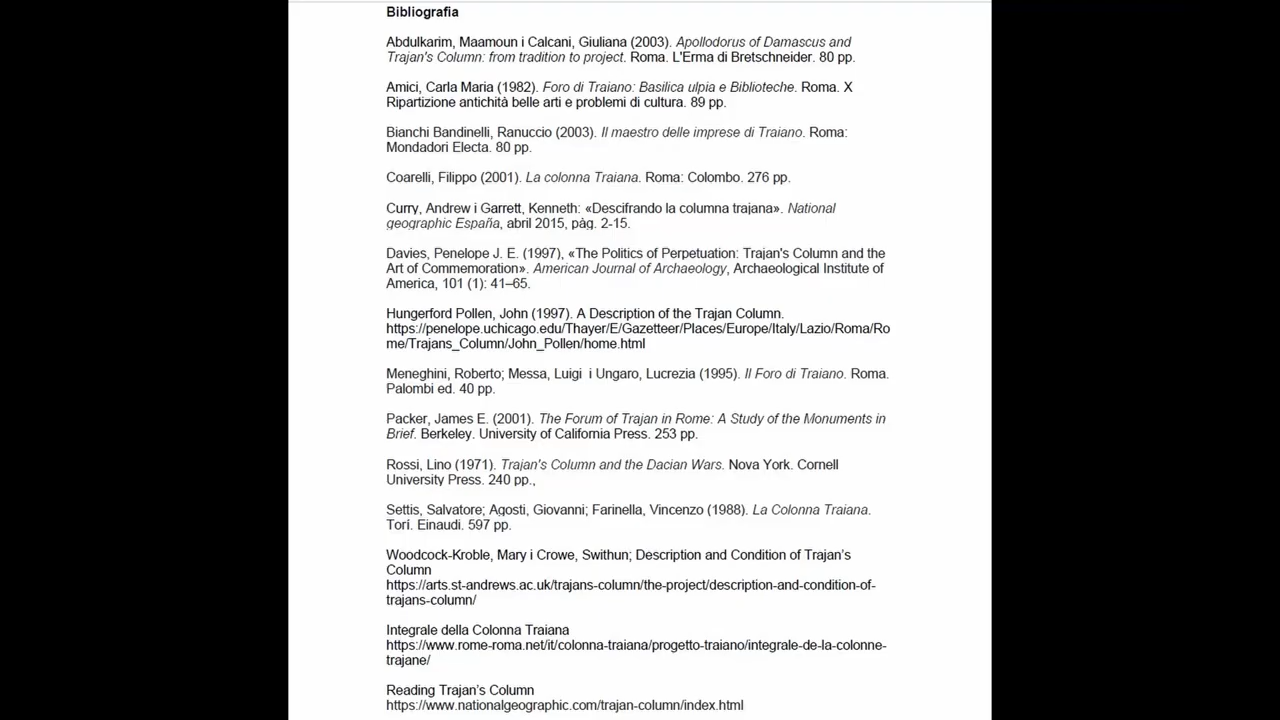 Bibliografia
Abdulkarim, Maamoun i Calcani, Giuliana (2003). Apollodorus of Damascus and
Trajan's Column: from tradition to project. Roma. L'Erma di Bretschneider. 80 pp.
Amici, Carla Maria (1982). Foro di Traiano: Basilica ulpia e Biblioteche. Roma. X
Ripartizione antichità belle arti e problemi di cultura. 89 pp.
Bianchi Bandinelli, Ranuccio (2003). Il maestro delle imprese di Traiano. Roma:
Mondadori Electa. 80 pp.
Coarelli, Filippo (2001). La colonna Traiana. Roma: Colombo. 276 pp.
Curry, Andrew i Garrett, Kenneth: «Descifrando la columna trajana». National
geographic España, abril 2015, pàg. 2-15.
Davies, Penelope J. E. (1997), «The Politics of Perpetuation: Trajan's Column and the
Art of Commemoration». American Journal of Archaeology, Archaeological Institute of
America, 101 (1): 41–65.
Hungerford Pollen, John (1997). A Description of the Trajan Column.
https://penelope.uchicago.edu/Thayer/E/Gazetteer/Places/Europe/Italy/Lazio/Roma/Ro
me/Trajans_Column/John_Pollen/home.html
Meneghini, Roberto; Messa, Luigi i Ungaro, Lucrezia (1995). Il Foro di Traiano. Roma.
Palombi ed. 40 pp.
Packer, James E. (2001). The Forum of Trajan in Rome: A Study of the Monuments in
Brief. Berkeley. University of California Press. 253 pp.
Rossi, Lino (1971). Trajan's Column and the Dacian Wars. Nova York. Cornell
University Press. 240 pp.,
Settis, Salvatore; Agosti, Giovanni; Farinella, Vincenzo (1988). La Colonna Traiana.
Torí. Einaudi. 597 pp.
Woodcock-Kroble, Mary i Crowe, Swithun; Description and Condition of Trajan’s
Column
https://arts.st-andrews.ac.uk/trajans-column/the-project/description-and-condition-of-
trajans-column/
Integrale della Colonna Traiana
https://www.rome-roma.net/it/colonna-traiana/progetto-traiano/integrale-de-la-colonne-
trajane/
Reading Trajan’s Column
https://www.nationalgeographic.com/trajan-column/index.html